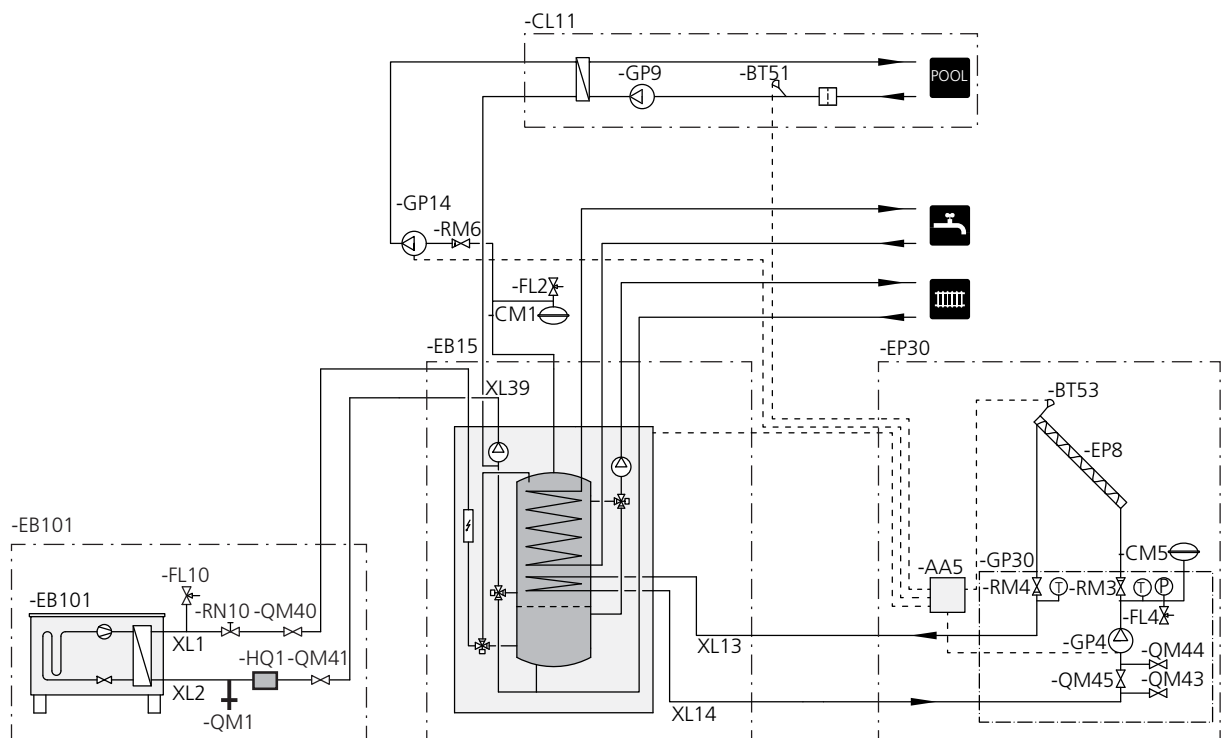 -CL11
-GP9
-BT51
POOL
-GP14
-RM6
-FL2
-CM1
-EB15
-EP30
XL39
-BT53
-EP8
-EB101
-FL10
-EB101
-RN10
-QM40
XL1
-HQ1
-QM41
XL2
-QM1
-AA5
-GP30
-CM5
-RM4
T
-RM3
T
P
-FL4
XL13
-GP4
-QM44
-QM45
-QM43
XL14